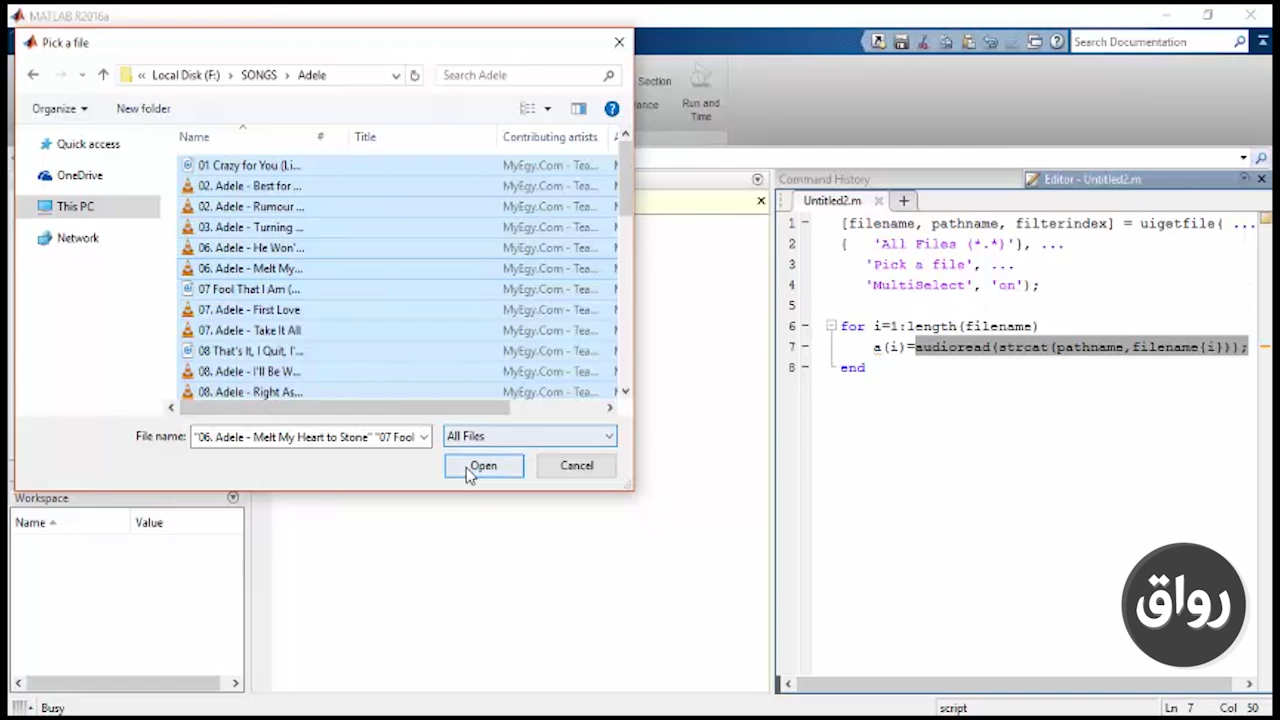 MATLAB R2016a
Pick a file
Local Disk (F:) › SONGS › Adele
Search Adele
Organize
New folder
Name
#
Title
Contributing artists
Quick access
OneDrive
This PC
Network
01 Crazy for You (Li...
MyEgy.Com - Tea...
02. Adele - Best for ...
MyEgy.Com - Tea...
02. Adele - Rumour ...
MyEgy.Com - Tea...
03. Adele - Turning ...
MyEgy.Com - Tea...
06. Adele - He Won'...
MyEgy.Com - Tea...
06. Adele - Melt My...
MyEgy.Com - Tea...
07 Fool That I Am (...
MyEgy.Com - Tea...
07. Adele - First Love
MyEgy.Com - Tea...
07. Adele - Take It All
MyEgy.Com - Tea...
08 That's It, I Quit, I'...
MyEgy.Com - Tea...
08. Adele - I'll Be W...
MyEgy.Com - Tea...
08. Adele - Right As...
MyEgy.Com - Tea...
File name:
"06. Adele - Melt My Heart to Stone" "07 Fool
All Files
Open
Cancel
Workspace
Name
Value
Busy
Search Documentation
Section
Run and
Time
Command History
Editor - Untitled2.m
Untitled2.m
1 [filename, pathname, filterindex] = uigetfile( ...
2 { 'All Files (*.*)'}, ...
3 'Pick a file', ...
4 'MultiSelect', 'on');
5
6 for i=1:length(filename)
7 a(i)=audioread(strcat(pathname,filename{i}));
8 end
رواق
script
Ln 7 Col 50